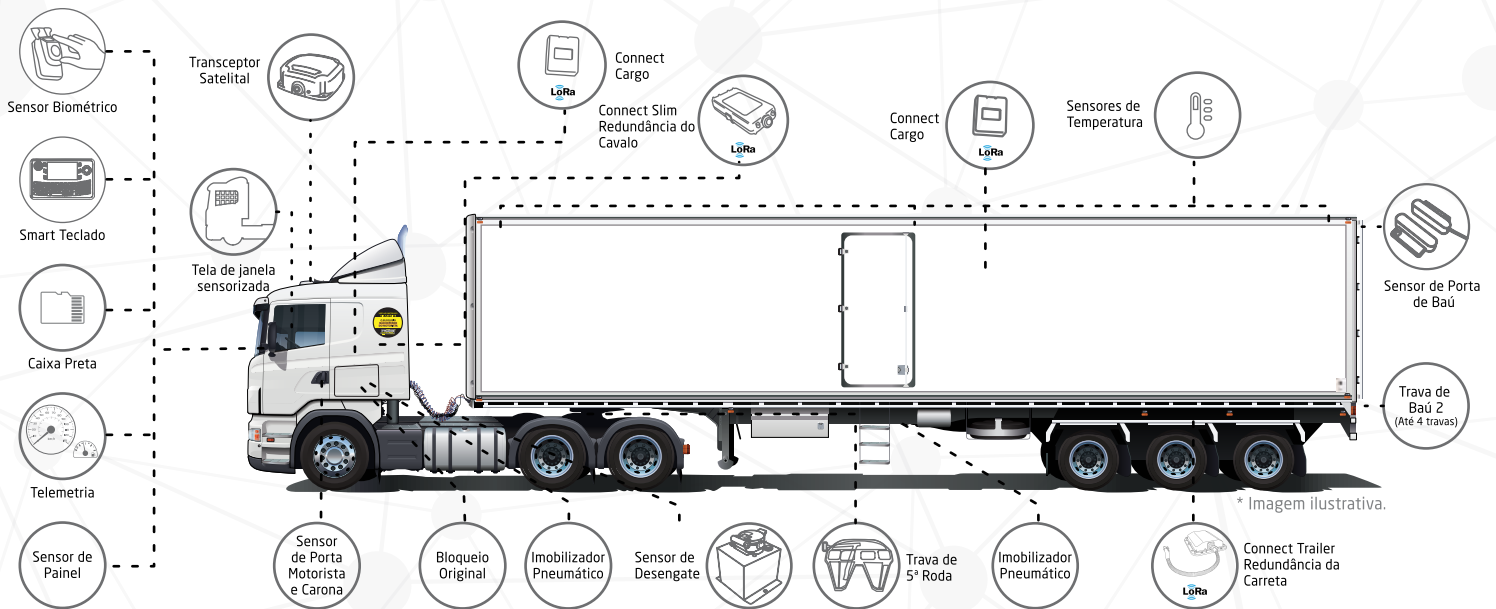 Sensor Biométrico
Smart Teclado
Caixa Preta
Telemetria
Sensor de
Painel
Transceptor
Satelital
Tela de janela
sensorizada
Connect
Cargo
LoRa
Connect Slim
Redundância do
Cavalo
LoRa
Connect
Cargo
LoRa
Sensores de
Temperatura
Sensor de Porta
de Baú
Trava de
Baú 2
(Até 4 travas)
* Imagem ilustrativa.
Sensor
de Porta
Motorista
e Carona
Bloqueio
Original
Imobilizador
Pneumático
Sensor de
Desengate
Trava de
5ª Roda
Imobilizador
Pneumático
Connect Trailer
Redundância da
Carreta
LoRa